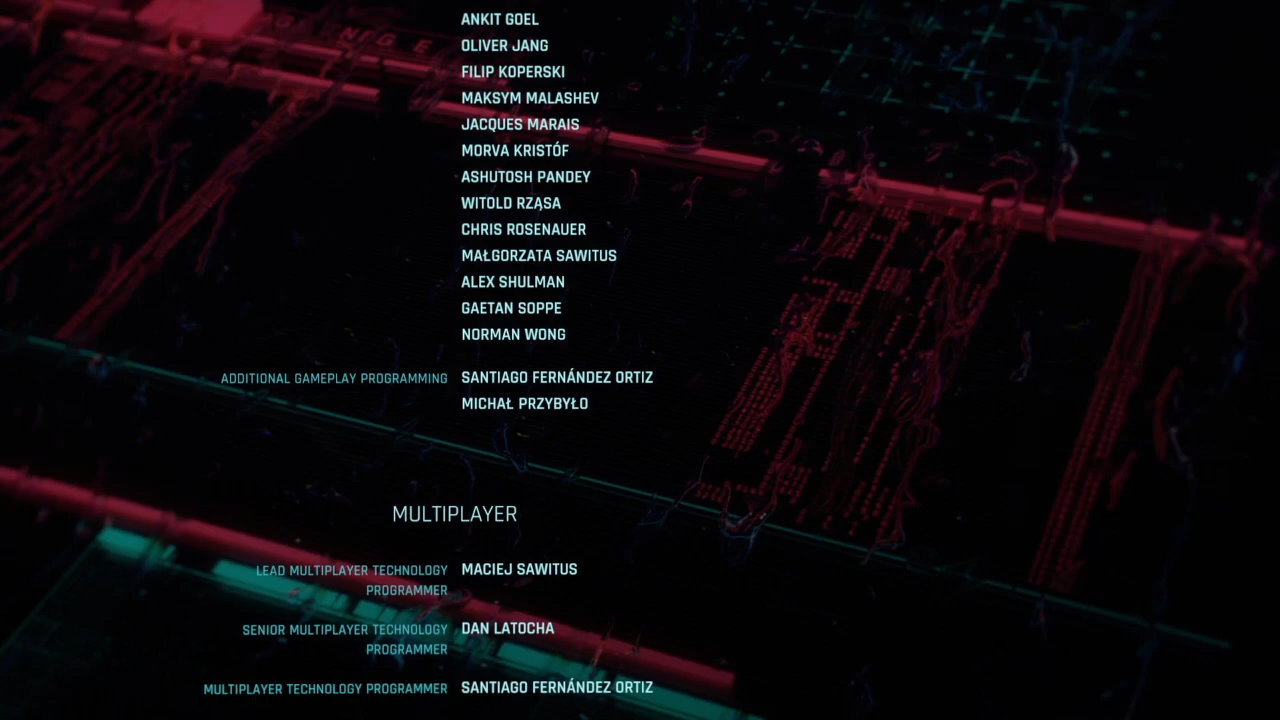 ANKIT GOEL
OLIVER JANG
FILIP KOPERSKI
MAKSYM MALASHEV
JACQUES MARAIS
MORVA KRISTÓF
ASHUTOSH PANDEY
WITOLD RZĄSA
CHRIS ROSENAUER
MAŁGORZATA SAWITUS
ALEX SHULMAN
GAETAN SOPPE
NORMAN WONG
ADDITIONAL GAMEPLAY PROGRAMMING SANTIAGO FERNÁNDEZ ORTIZ
MICHAŁ PRZYBYŁO
MULTIPLAYER
LEAD MULTIPLAYER TECHNOLOGY MACIEJ SAWITUS
PROGRAMMER
SENIOR MULTIPLAYER TECHNOLOGY DAN LATOCHA
PROGRAMMER
MULTIPLAYER TECHNOLOGY PROGRAMMER SANTIAGO FERNÁNDEZ ORTIZ